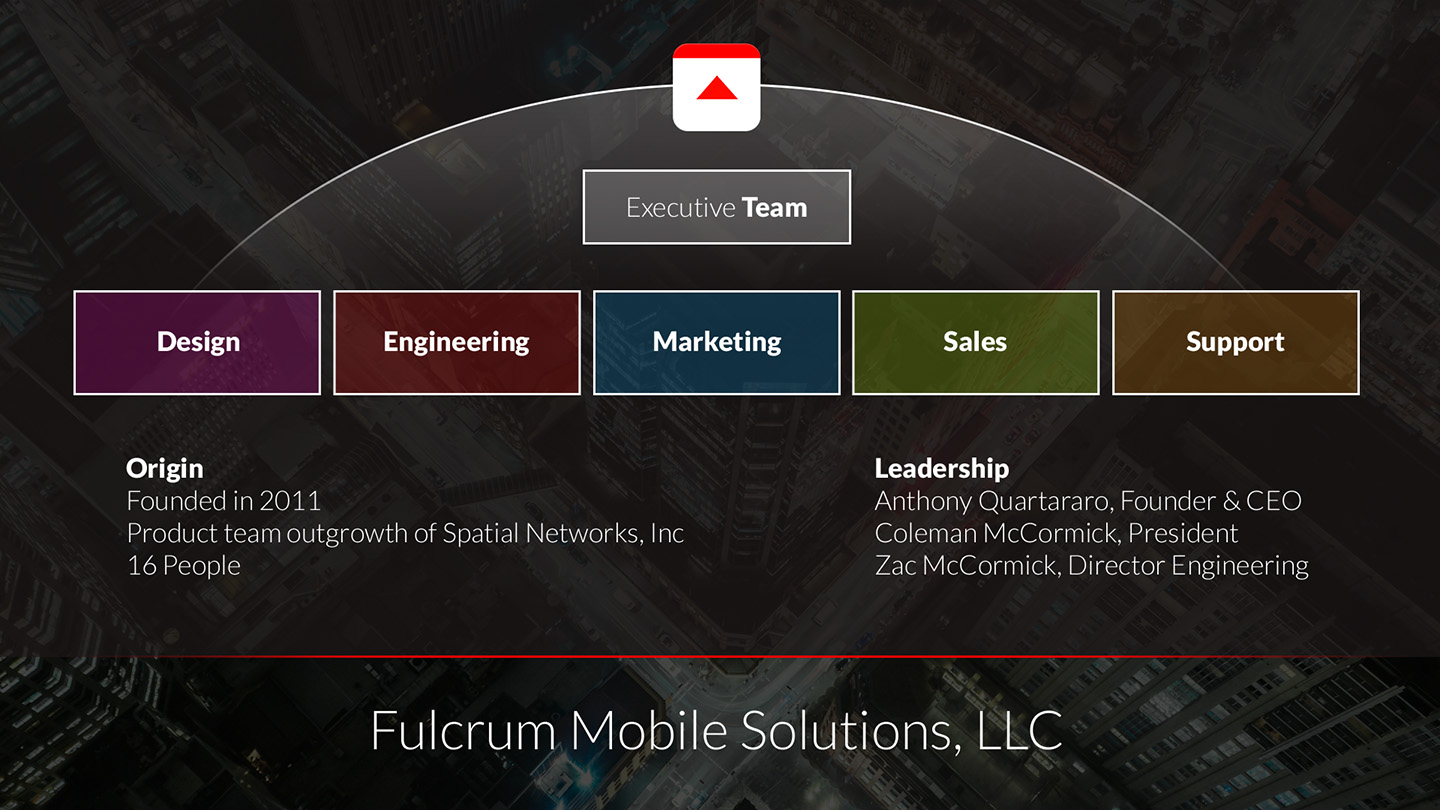 Executive Team
Design
Engineering
Marketing
Sales
Support
Origin
Founded in 2011
Product team outgrowth of Spatial Networks, Inc
16 People
Leadership
Anthony Quartararo, Founder & CEO
Coleman McCormick, President
Zac McCormick, Director Engineering
Fulcrum Mobile Solutions, LLC